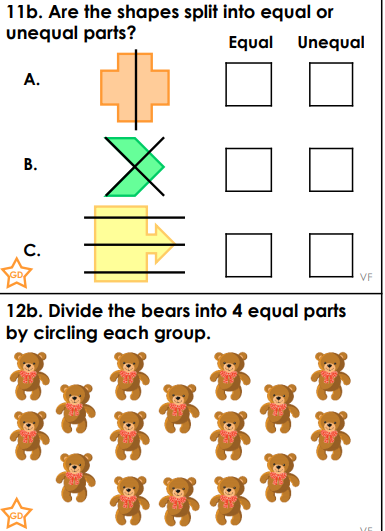 11b. Are the shapes split into equal or
unequal parts?
Equal Unequal
A.
B.
C.
GD
VF
12b. Divide the bears into 4 equal parts
by circling each group.
GD
VF